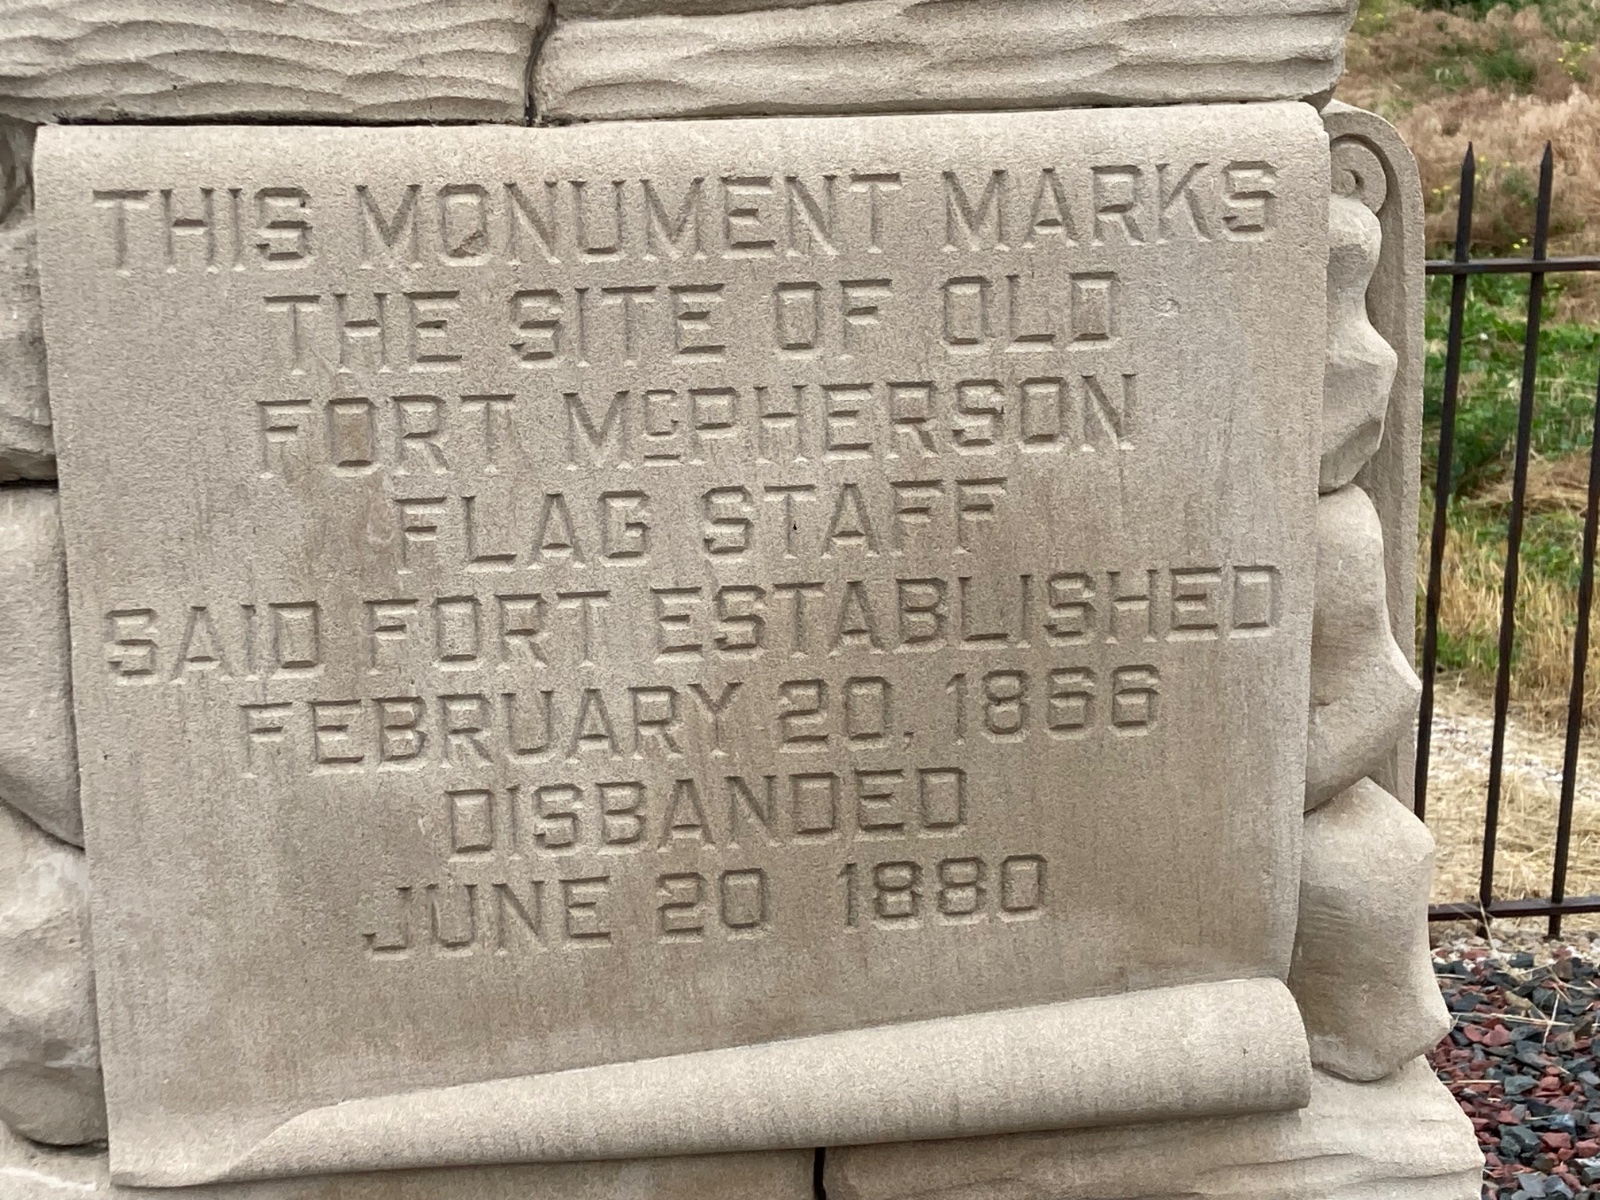 THIS MONUMENT MARKS
THE SITE OF OLD
FORT McPHERSON
FLAG STAFF
SAID FORT ESTABLISHED
FEBRUARY 20, 1866
DISBANDED
JUNE 20 1880